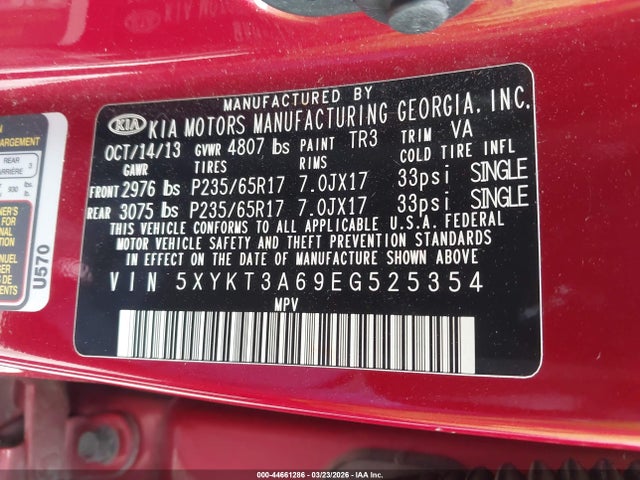 MANUFACTURED BY
KIA KIA MOTORS MANUFACTURING GEORGIA, INC.
OCT/14/13 GVWR 4807 lbs PAINT TR3 TRIM VA
GAWR TIRES RIMS COLD TIRE INFL
FRONT 2976 lbs P235/65R17 7.0JX17 33psi SINGLE
REAR 3075 lbs P235/65R17 7.0JX17 33psi SINGLE
THIS VEHICLE CONFORMS TO ALL APPLICABLE U.S.A. FEDERAL
MOTOR VEHICLE SAFETY AND THEFT PREVENTION STANDARDS
IN EFFECT ON THE DATE OF MANUFACTURE SHOWN ABOVE
VIN 5XYKT3A69EG525354
MPV
REAR 3
U570
000-44661286 - 03/23/2026 - IAA Inc.